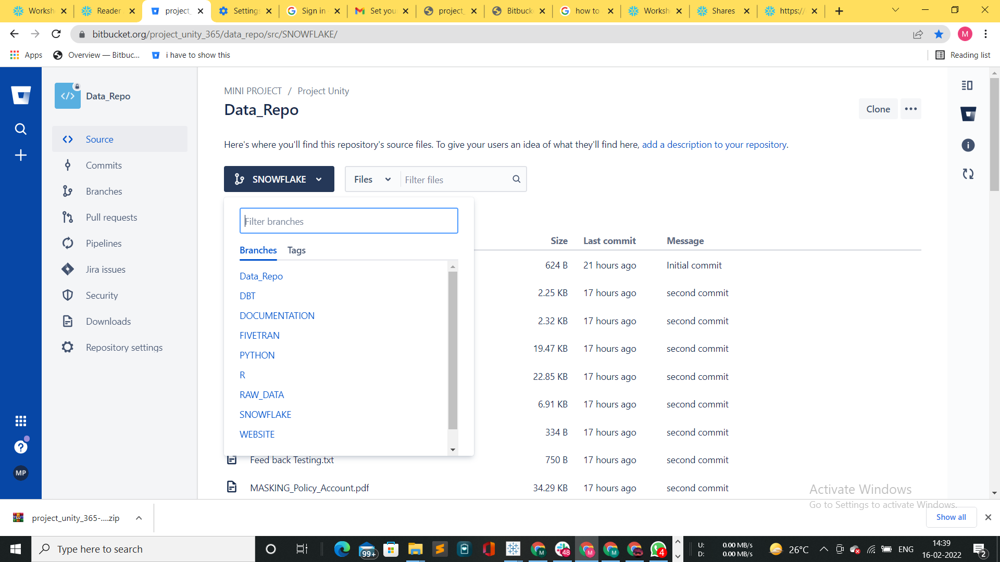 Worksh
Reader
project_
Settings
Sign in -
Set you
project_
Bitbuck
how to
Worksh
Shares
https://
bitbucket.org/project_unity_365/data_repo/src/SNOWFLAKE/
M
Apps
Overview — Bitbuc...
i have to show this
Reading list
Data_Repo
Source
Commits
Branches
Pull requests
Pipelines
Jira issues
Security
Downloads
Repository settings
MP
MINI PROJECT / Project Unity
Data_Repo
Clone
Here's where you'll find this repository's source files. To give your users an idea of what they'll find here, add a description to your repository.
SNOWFLAKE
Files
Filter files
Filter branches
Branches Tags
Data_Repo
DBT
DOCUMENTATION
FIVETRAN
PYTHON
R
RAW_DATA
SNOWFLAKE
WEBSITE
Size Last commit Message
624 B 21 hours ago Initial commit
2.25 KB 17 hours ago second commit
2.32 KB 17 hours ago second commit
19.47 KB 17 hours ago second commit
22.85 KB 17 hours ago second commit
6.91 KB 17 hours ago second commit
334 B 17 hours ago second commit
Feed back Testing.txt 750 B 17 hours ago second commit
MASKING_Policy_Account.pdf 34.29 KB 17 hours ago second commit
Activate Windows
Go to Settings to activate Windows.
project_unity_365-....zip
Show all
Type here to search
99+
M
48
M
M
4
U: 0.00 MB/s
D: 0.00 MB/s
26°C
ENG
14:39
16-02-2022
2